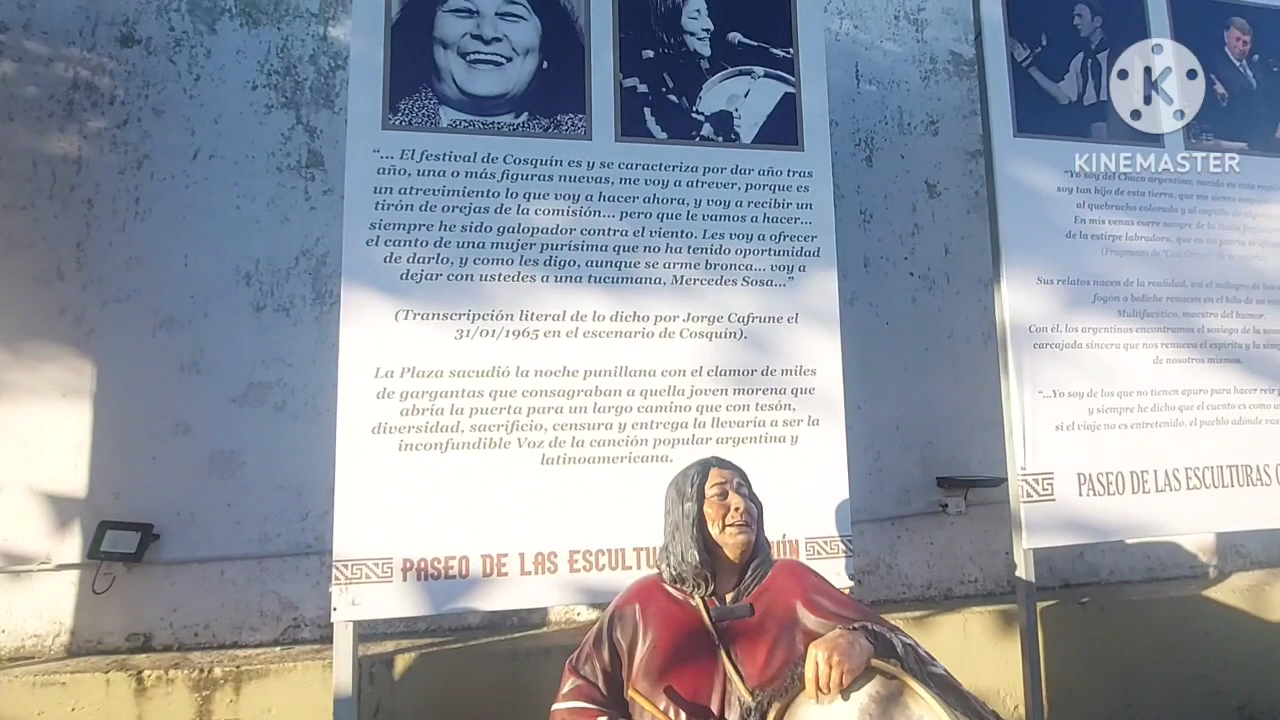 "... El festival de Cosquín es y se caracteriza por dar año tras
año, una o más figuras nuevas, me voy a atrever, porque es
un atrevimiento lo que voy a hacer ahora, y voy a recibir un
tirón de orejas de la comisión... pero que le vamos a hacer...
siempre he sido galopador contra el viento. Les voy a ofrecer
el canto de una mujer purísima que no ha tenido oportunidad
de darlo, y como les digo, aunque se arme bronca... voy a
dejar con ustedes a una tucumana, Mercedes Sosa..."
(Transcripción literal de lo dicho por Jorge Cafrune el
31/01/1965 en el escenario de Cosquín).
La Plaza sacudió la noche punillana con el clamor de miles
de gargantas que consagraban a quella joven morena que
abría la puerta para un largo camino que con tesón,
diversidad, sacrificio, censura y entrega la llevaría a ser la
inconfundible Voz de la canción popular argentina y
latinoamericana.
PASEO DE LAS ESCULTU
KINEMASTER
"Yo soy del Chaco argentino, nacido en esta
soy tan hijo de esta tierra, que me siento
al quebracho colorado y al
En mis venas corre sangre de la Italia
de la estirpe labradora, que en mi patria
(Fragmento de
Sus relatos nacen de la realidad, así el milagro de
fogón o boliche renacen en el hilo de su
Multifacético, maestro del humor.
Con él, los argentinos encontramos el sosiego de la
carcajada sincera que nos renueva el espíritu y la
de nosotros mismos.
"...Yo soy de los que no tienen apuro para hacer reír
y siempre he dicho que el cuento es como
si el viaje no es entretenido, el pueblo adónde
PASEO DE LAS ESCULTURAS